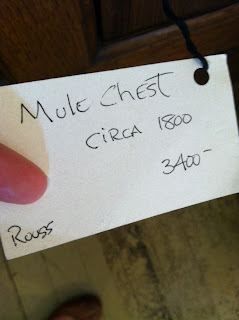 Mule Chest
CIRCA 1800
3400-
Rouss